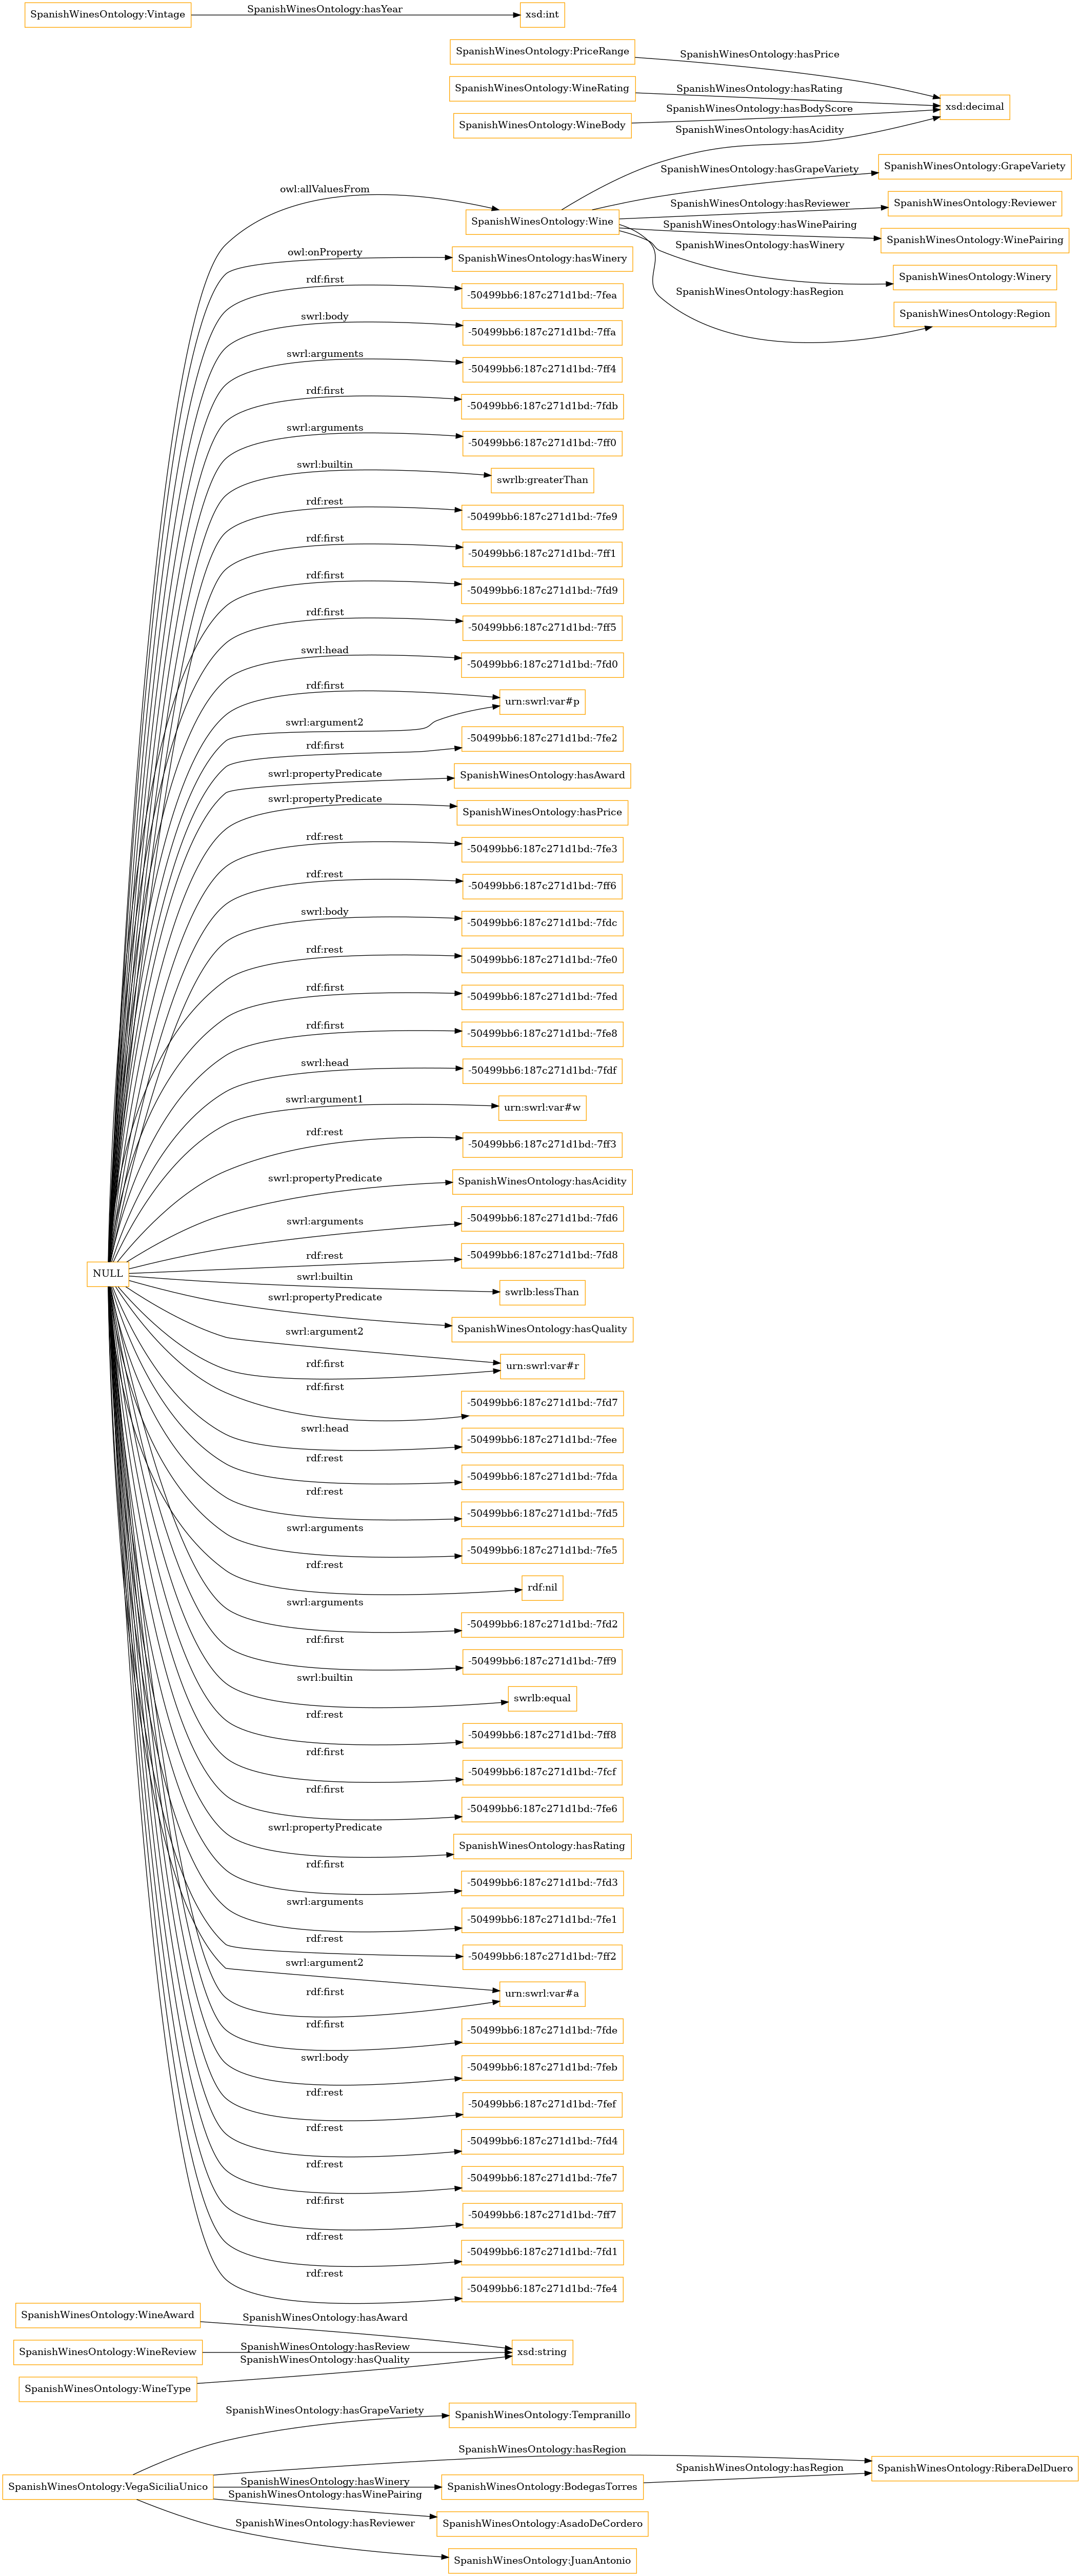 SpanishWinesOntology:Vintage
SpanishWinesOntology:hasYear
xsd:int
SpanishWinesOntology:PriceRange
SpanishWinesOntology:hasPrice
SpanishWinesOntology:WineRating
SpanishWinesOntology:hasRating
xsd:decimal
SpanishWinesOntology:WineBody
SpanishWinesOntology:hasBodyScore
SpanishWinesOntology:hasAcidity
SpanishWinesOntology:hasGrapeVariety
SpanishWinesOntology:GrapeVariety
owl:allValuesFrom
SpanishWinesOntology:Wine
SpanishWinesOntology:hasReviewer
SpanishWinesOntology:Reviewer
SpanishWinesOntology:hasWinePairing
SpanishWinesOntology:WinePairing
SpanishWinesOntology:hasWinery
SpanishWinesOntology:Winery
SpanishWinesOntology:hasRegion
SpanishWinesOntology:Region
owl:onProperty
SpanishWinesOntology:hasWinery
rdf:first
-50499bb6:187c271d1bd:-7fea
swrl:body
-50499bb6:187c271d1bd:-7ffa
swrl:arguments
-50499bb6:187c271d1bd:-7ff4
rdf:first
-50499bb6:187c271d1bd:-7fdb
swrl:arguments
-50499bb6:187c271d1bd:-7ff0
swrl:builtin
swrlb:greaterThan
rdf:rest
-50499bb6:187c271d1bd:-7fe9
rdf:first
-50499bb6:187c271d1bd:-7ff1
rdf:first
-50499bb6:187c271d1bd:-7fd9
rdf:first
-50499bb6:187c271d1bd:-7ff5
swrl:head
-50499bb6:187c271d1bd:-7fd0
rdf:first
urn:swrl:var#p
swrl:argument2
rdf:first
-50499bb6:187c271d1bd:-7fe2
swrl:propertyPredicate
SpanishWinesOntology:hasAward
swrl:propertyPredicate
SpanishWinesOntology:hasPrice
rdf:rest
-50499bb6:187c271d1bd:-7fe3
rdf:rest
-50499bb6:187c271d1bd:-7ff6
swrl:body
-50499bb6:187c271d1bd:-7fdc
rdf:rest
-50499bb6:187c271d1bd:-7fe0
rdf:first
-50499bb6:187c271d1bd:-7fed
rdf:first
-50499bb6:187c271d1bd:-7fe8
swrl:head
-50499bb6:187c271d1bd:-7fdf
swrl:argument1
urn:swrl:var#w
rdf:rest
-50499bb6:187c271d1bd:-7ff3
swrl:propertyPredicate
SpanishWinesOntology:hasAcidity
swrl:arguments
-50499bb6:187c271d1bd:-7fd6
NULL
rdf:rest
-50499bb6:187c271d1bd:-7fd8
swrl:builtin
swrlb:lessThan
swrl:propertyPredicate
SpanishWinesOntology:hasQuality
swrl:argument2
urn:swrl:var#r
rdf:first
rdf:first
-50499bb6:187c271d1bd:-7fd7
swrl:head
-50499bb6:187c271d1bd:-7fee
rdf:rest
-50499bb6:187c271d1bd:-7fda
rdf:rest
-50499bb6:187c271d1bd:-7fd5
swrl:arguments
-50499bb6:187c271d1bd:-7fe5
rdf:rest
rdf:nil
swrl:arguments
-50499bb6:187c271d1bd:-7fd2
rdf:first
-50499bb6:187c271d1bd:-7ff9
swrl:builtin
swrlb:equal
rdf:rest
-50499bb6:187c271d1bd:-7ff8
rdf:first
-50499bb6:187c271d1bd:-7fcf
rdf:first
-50499bb6:187c271d1bd:-7fe6
swrl:propertyPredicate
SpanishWinesOntology:hasRating
rdf:first
-50499bb6:187c271d1bd:-7fd3
swrl:arguments
-50499bb6:187c271d1bd:-7fe1
rdf:rest
-50499bb6:187c271d1bd:-7ff2
swrl:argument2
urn:swrl:var#a
rdf:first
rdf:first
-50499bb6:187c271d1bd:-7fde
swrl:body
-50499bb6:187c271d1bd:-7feb
rdf:rest
-50499bb6:187c271d1bd:-7fef
rdf:rest
-50499bb6:187c271d1bd:-7fd4
rdf:rest
-50499bb6:187c271d1bd:-7fe7
rdf:first
-50499bb6:187c271d1bd:-7ff7
rdf:rest
-50499bb6:187c271d1bd:-7fd1
rdf:rest
-50499bb6:187c271d1bd:-7fe4
SpanishWinesOntology:WineAward
SpanishWinesOntology:hasAward
SpanishWinesOntology:WineReview
SpanishWinesOntology:hasReview
xsd:string
SpanishWinesOntology:WineType
SpanishWinesOntology:hasQuality
SpanishWinesOntology:hasGrapeVariety
SpanishWinesOntology:Tempranillo
SpanishWinesOntology:hasRegion
SpanishWinesOntology:RiberaDelDuero
SpanishWinesOntology:VegaSiciliaUnico
SpanishWinesOntology:hasWinery
SpanishWinesOntology:BodegasTorres
SpanishWinesOntology:hasRegion
SpanishWinesOntology:hasWinePairing
SpanishWinesOntology:AsadoDeCordero
SpanishWinesOntology:hasReviewer
SpanishWinesOntology:JuanAntonio